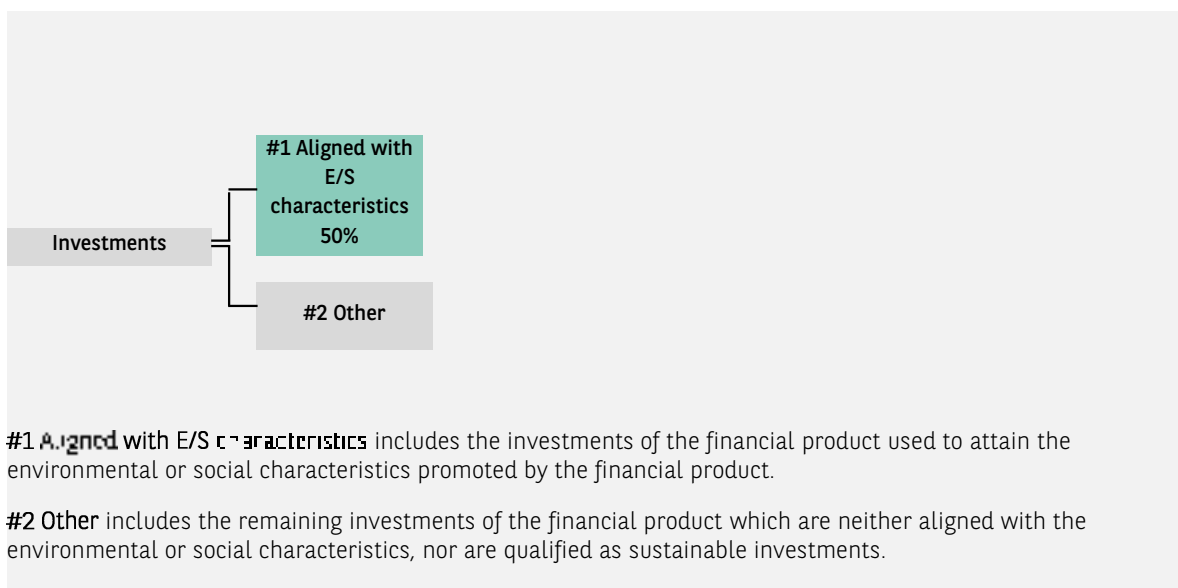 #1 Aligned with
E/S
characteristics
50%
Investments
#2 Other
#1 Aligned with E/S characteristics includes the investments of the financial product used to attain the
environmental or social characteristics promoted by the financial product.
#2 Other includes the remaining investments of the financial product which are neither aligned with the
environmental or social characteristics, nor are qualified as sustainable investments.